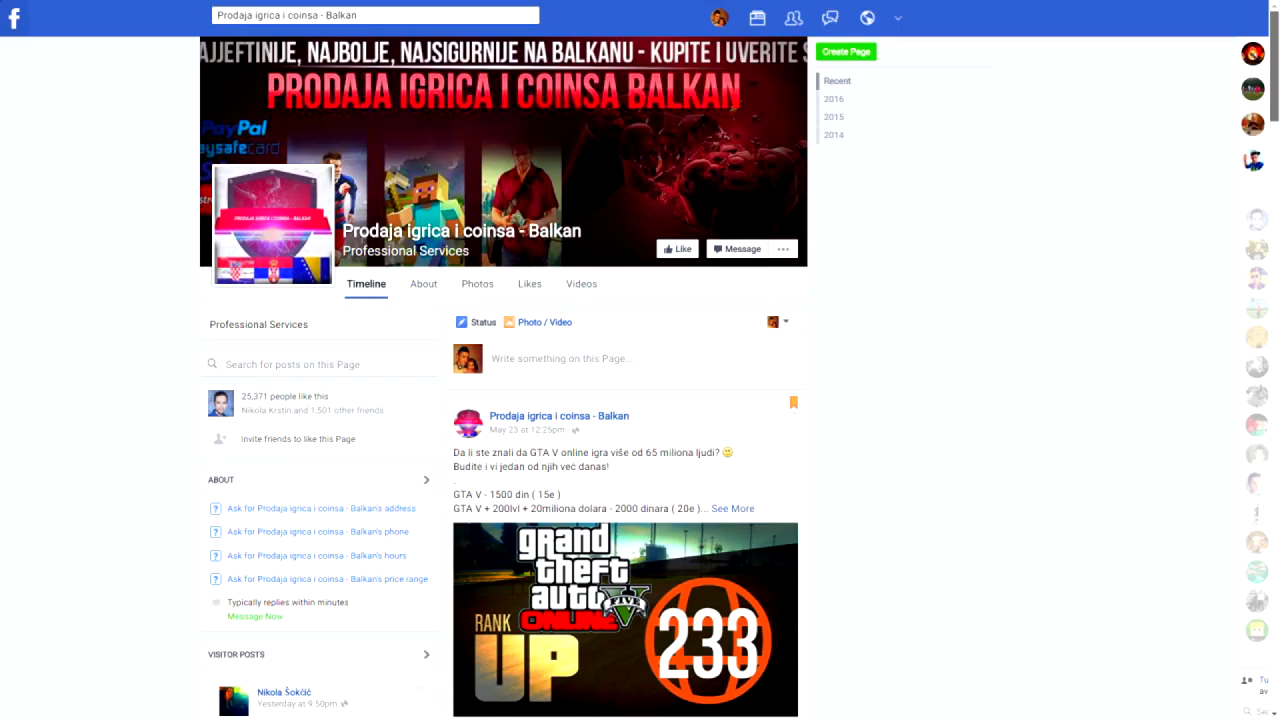 Prodaja igrica i coinsa - Balkan
AJJEFTINIJE, NAJBOLJE, NAJSIGURNIJE NA BALKANU - KUPITE I UVERITE S
PRODAJA IGRICA I COINSA BALKAN
PayPal
aysafecard
PRODAJA IGRICA I COINSA - BALKAN
Prodaja igrica i coinsa - Balkan
Professional Services
Like
Message
Create Page
Recent
2016
2015
2014
Timeline
About
Photos
Likes
Videos
Professional Services
Search for posts on this Page
25,371 people like this
Nikola Krstin and 1,501 other friends
Invite friends to like this Page
ABOUT
Ask for Prodaja igrica i coinsa - Balkan's address
Ask for Prodaja igrica i coinsa - Balkan's phone
Ask for Prodaja igrica i coinsa - Balkan's hours
Ask for Prodaja igrica i coinsa - Balkan's price range
Typically replies within minutes
Message Now
VISITOR POSTS
Nikola Šokčić
Yesterday at 9:50pm
Status
Photo / Video
Write something on this Page...
Prodaja igrica i coinsa - Balkan
May 23 at 12:25pm
Da li ste znali da GTA V online igra više od 65 miliona ljudi?
Budite i vi jedan od njih već danas!
.
GTA V - 1500 din ( 15e )
GTA V + 200lvl + 20miliona dolara - 2000 dinara ( 20e )... See More
grand
theft
auto
V
FIVE
ONLINE
RANK
UP
233
Tu
av